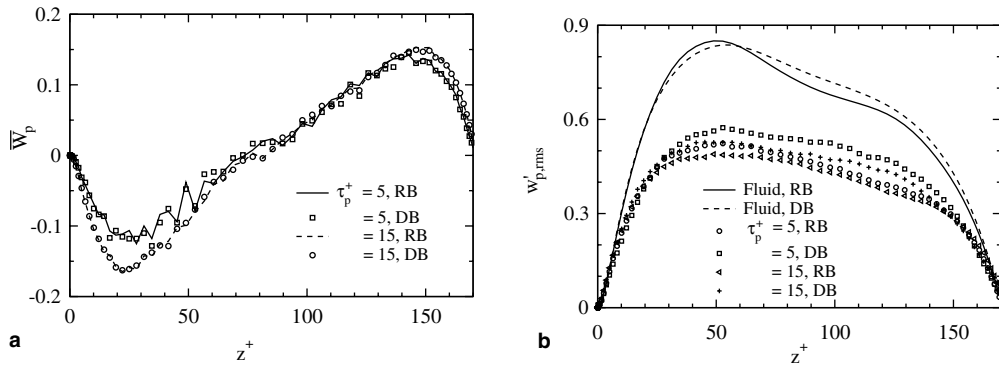 0.2
0.1
0
-0.1
-0.2
W̅p
τp+ = 5, RB
= 5, DB
= 15, RB
= 15, DB
0 50 100 150
z+
a
0.9
0.6
0.3
0
w'p,rms
Fluid, RB
Fluid, DB
τp+ = 5, RB
= 5, DB
= 15, RB
= 15, DB
0 50 100 150
z+
b